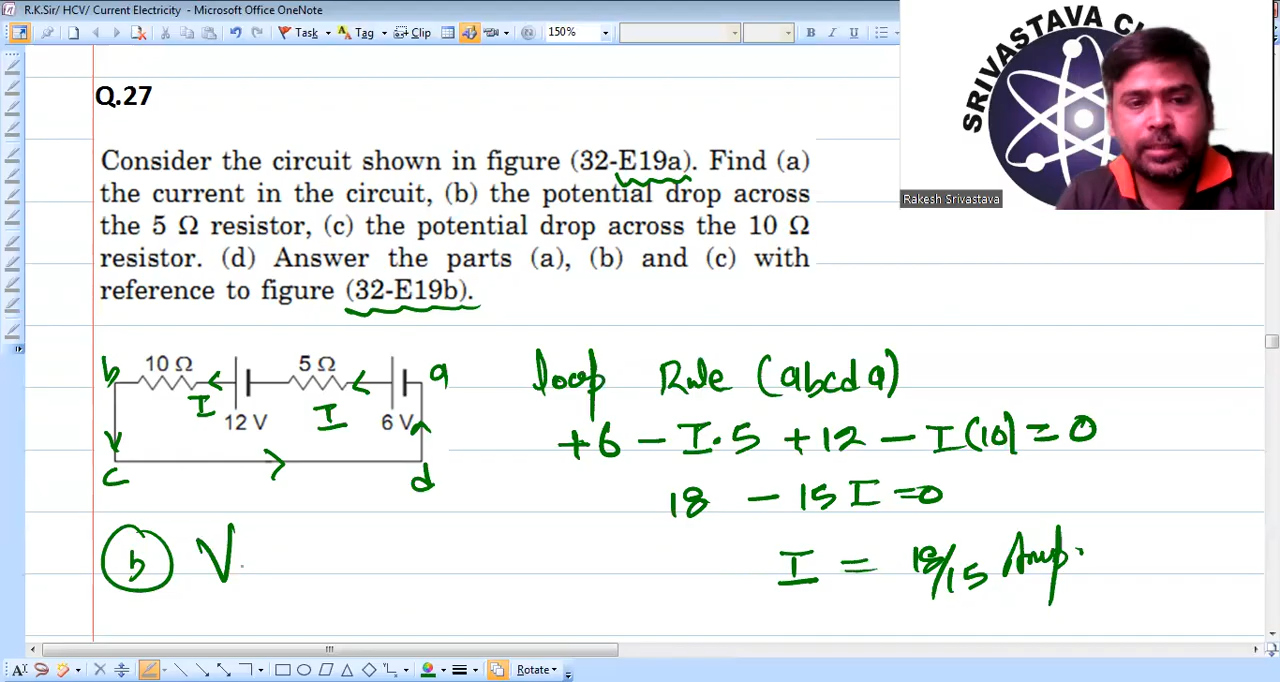 R.K.Sir/ HCV/ Current Electricity - Microsoft OfficeOneNote
Task Tag Clip 150% B I U
SRIVASTAVA CL
Rakesh Srivastava
Q.27
Consider the circuit shown in figure (32-E19a). Find (a)
the current in the circuit, (b) the potential drop across
the 5 Ω resistor, (c) the potential drop across the 10 Ω
resistor. (d) Answer the parts (a), (b) and (c) with
reference to figure (32-E19b).
b 10 Ω 5 Ω a
I I
12 V 6 V
c d
loop Rule (abcda)
+6 - I·5 +12 - I(10) = 0
18 - 15 I = 0
I = 18/15 Amp.
b V
Rotate